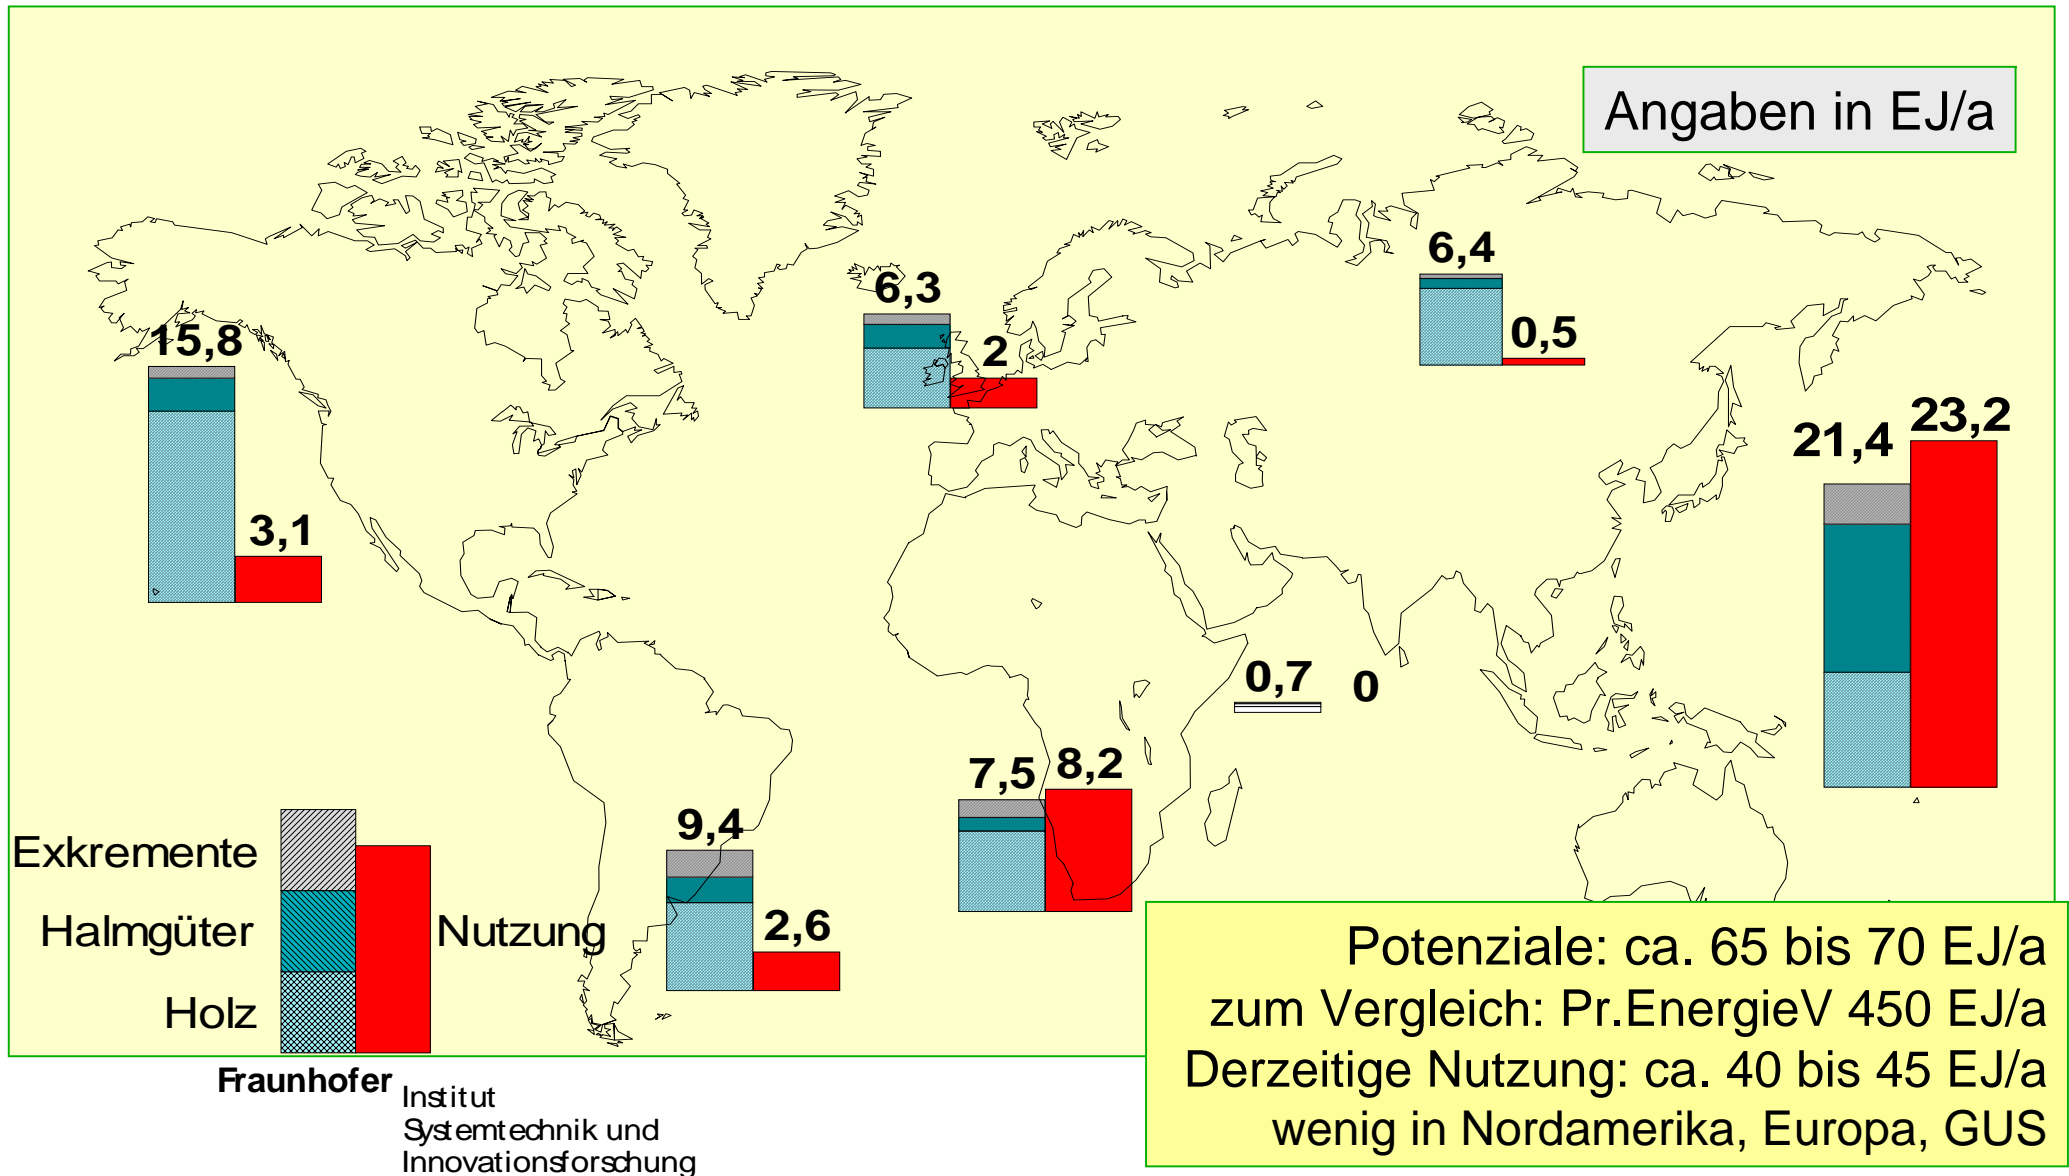 Angaben in EJ/a
6,4
0,5
6,3
2
15,8
3,1
21,4
23,2
0,7
0
7,5
8,2
9,4
2,6
Exkremente
Halmgüter
Nutzung
Holz
Potenziale: ca. 65 bis 70 EJ/a
zum Vergleich: Pr.EnergieV 450 EJ/a
Derzeitige Nutzung: ca. 40 bis 45 EJ/a
wenig in Nordamerika, Europa, GUS
Fraunhofer
Institut
Systemtechnik und
Innovationsforschung